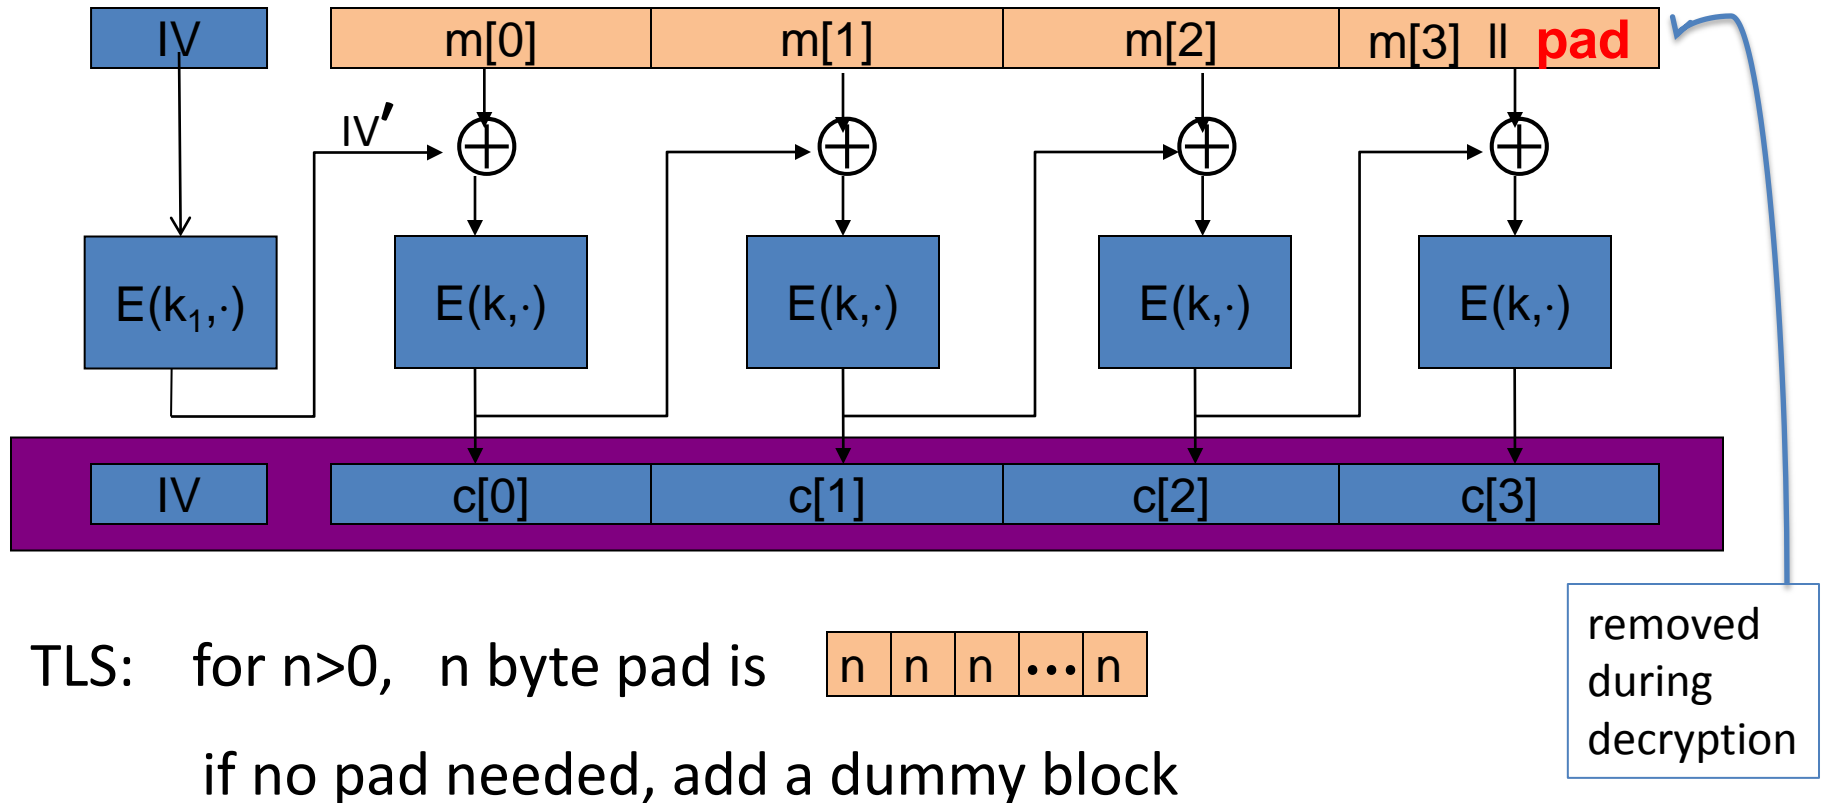 IV m[0] m[1] m[2] m[3] ll pad
IV′
E(k₁,·) E(k,·) E(k,·) E(k,·) E(k,·)
IV c[0] c[1] c[2] c[3]
TLS: for n>0, n byte pad is n n n ··· n
if no pad needed, add a dummy block
removed
during
decryption